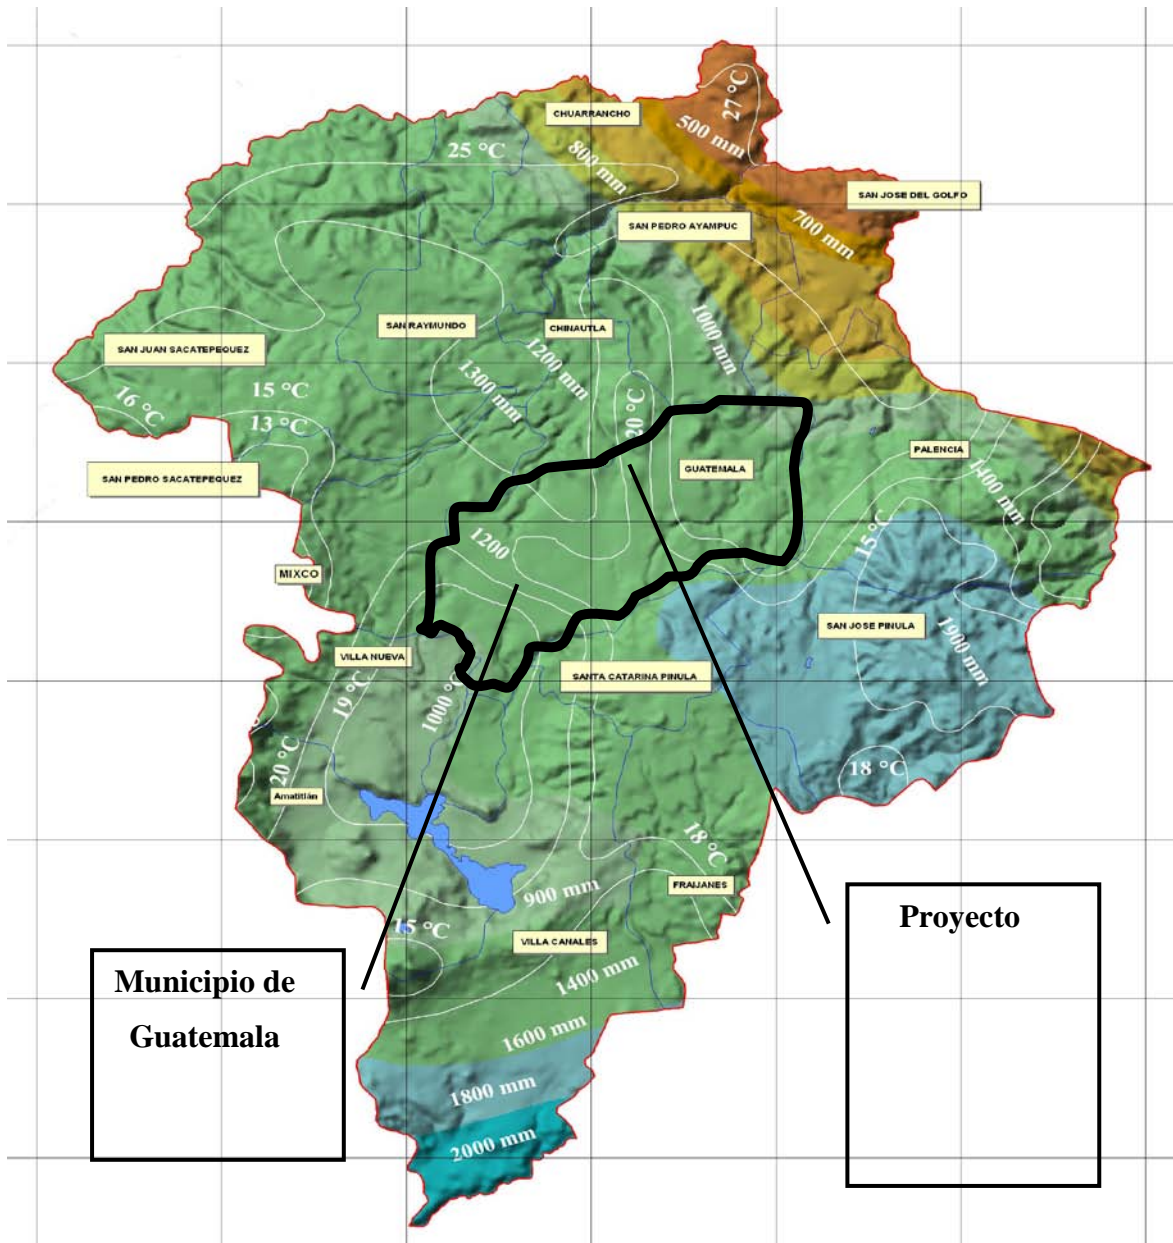 27 °C
CHUARRANCHO
500 mm
25 °C
800 mm
SAN JOSE DEL GOLFO
SAN PEDRO AYAMPUC
700 mm
SAN RAYMUNDO
CHINAUTLA
1000 mm
SAN JUAN SACATEPEQUEZ
1200 mm
1300 mm
15 °C
16 °C
13 °C
20 °C
PALENCIA
GUATEMALA
1400 mm
SAN PEDRO SACATEPEQUEZ
1200
15 °C
MIXCO
SAN JOSE PINULA
1900 mm
VILLA NUEVA
SANTA CATARINA PINULA
19 °C
1000 °C
20 °C
18 °C
Amatitlán
18 °C
FRAIJANES
900 mm
15 °C
Proyecto
VILLA CANALES
1400 mm
Municipio de
Guatemala
1600 mm
1800 mm
2000 mm